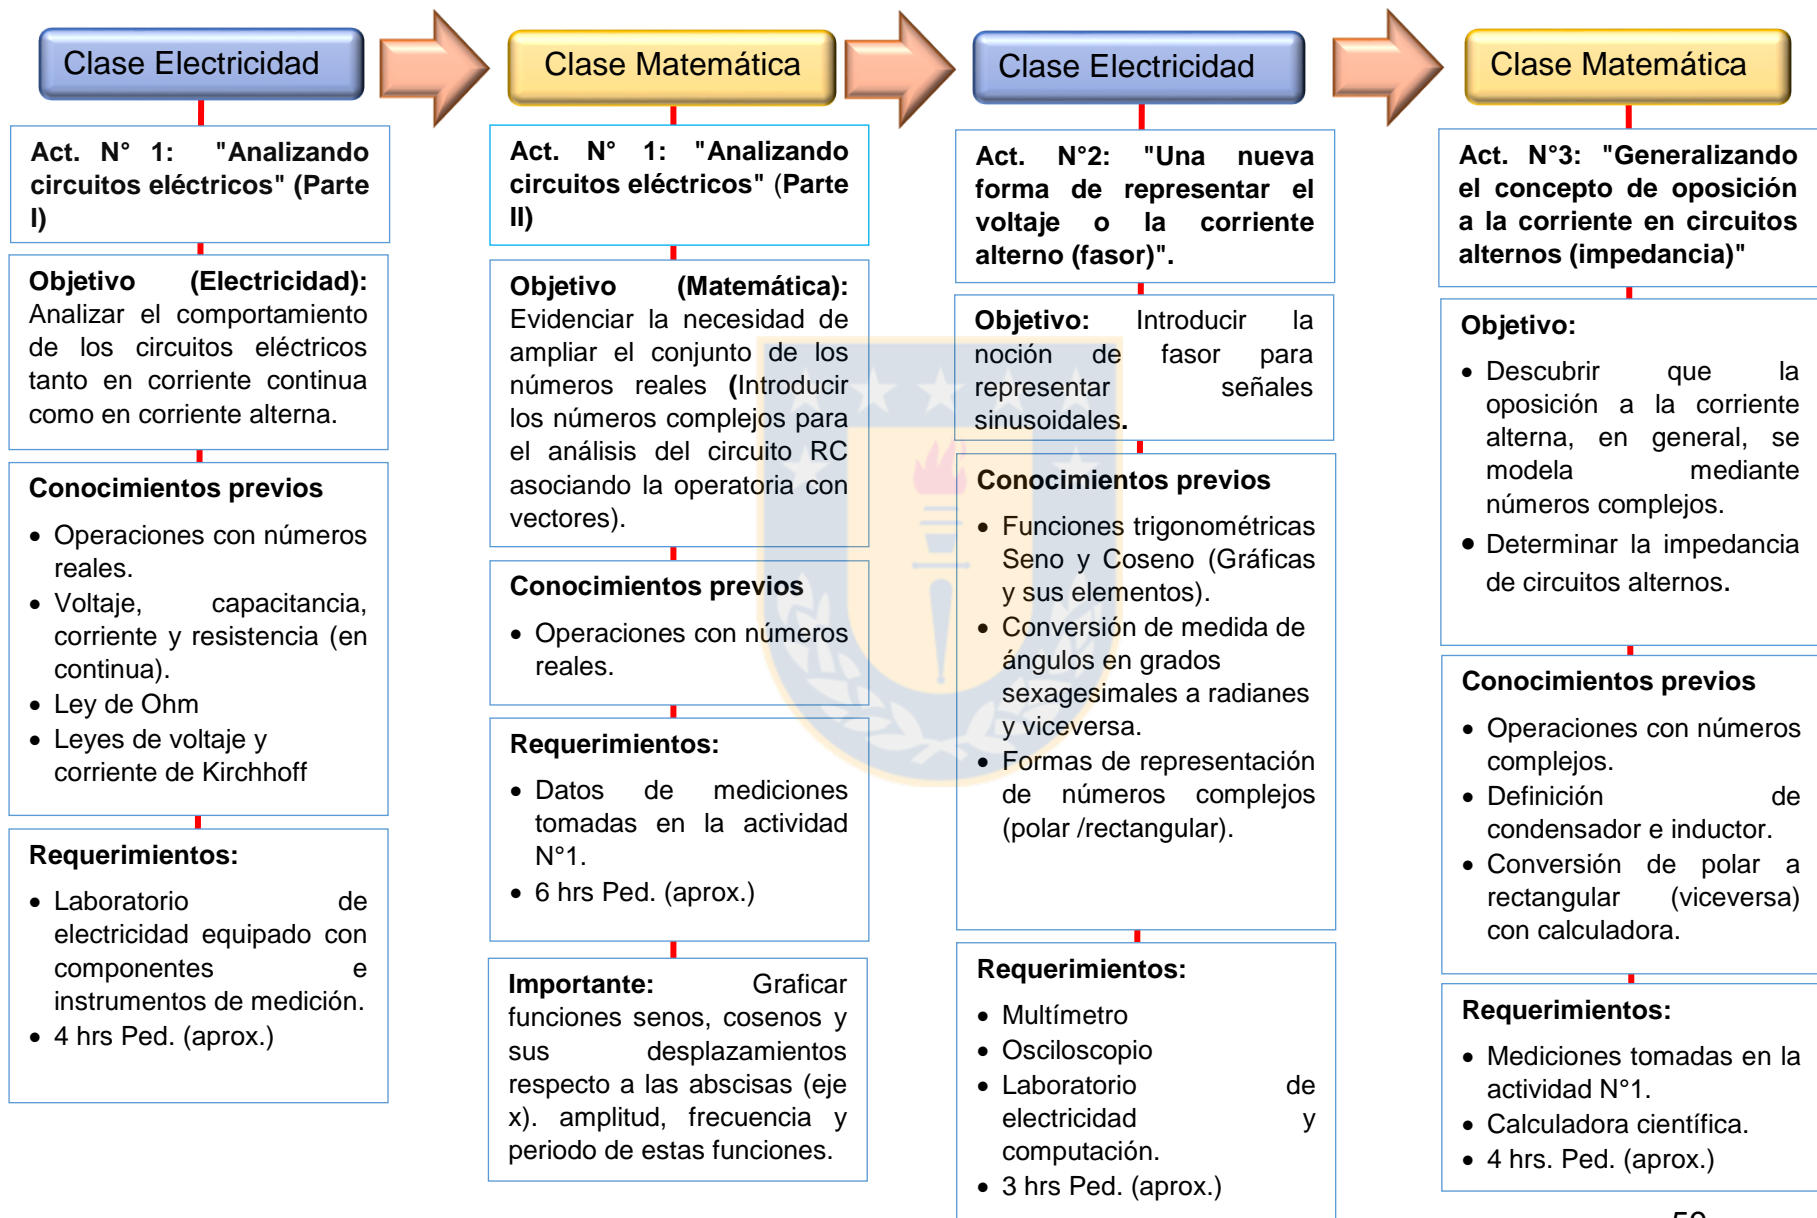 Clase Electricidad
Act. N° 1: "Analizando
circuitos eléctricos" (Parte
I)
Objetivo (Electricidad):
Analizar el comportamiento
de los circuitos eléctricos
tanto en corriente continua
como en corriente alterna.
Conocimientos previos
• Operaciones con números
reales.
• Voltaje, capacitancia,
corriente y resistencia (en
continua).
• Ley de Ohm
• Leyes de voltaje y
corriente de Kirchhoff
Requerimientos:
• Laboratorio de
electricidad equipado con
componentes e
instrumentos de medición.
• 4 hrs Ped. (aprox.)
Clase Matemática
Act. N° 1: "Analizando
circuitos eléctricos" (Parte
II)
Objetivo (Matemática):
Evidenciar la necesidad de
ampliar el conjunto de los
números reales (Introducir
los números complejos para
el análisis del circuito RC
asociando la operatoria con
vectores).
Conocimientos previos
• Operaciones con números
reales.
Requerimientos:
• Datos de mediciones
tomadas en la actividad
N°1.
• 6 hrs Ped. (aprox.)
Importante: Graficar
funciones senos, cosenos y
sus desplazamientos
respecto a las abscisas (eje
x). amplitud, frecuencia y
periodo de estas funciones.
Clase Electricidad
Act. N°2: "Una nueva
forma de representar el
voltaje o la corriente
alterno (fasor)".
Objetivo: Introducir la
noción de fasor para
representar señales
sinusoidales.
Conocimientos previos
• Funciones trigonométricas
Seno y Coseno (Gráficas
y sus elementos).
• Conversión de medida de
ángulos en grados
sexagesimales a radianes
y viceversa.
• Formas de representación
de números complejos
(polar /rectangular).
Requerimientos:
• Multímetro
• Osciloscopio
• Laboratorio de
electricidad y
computación.
• 3 hrs Ped. (aprox.)
Clase Matemática
Act. N°3: "Generalizando
el concepto de oposición
a la corriente en circuitos
alternos (impedancia)"
Objetivo:
• Descubrir que la
oposición a la corriente
alterna, en general, se
modela mediante
números complejos.
• Determinar la impedancia
de circuitos alternos.
Conocimientos previos
• Operaciones con números
complejos.
• Definición de
condensador e inductor.
• Conversión de polar a
rectangular (viceversa)
con calculadora.
Requerimientos:
• Mediciones tomadas en la
actividad N°1.
• Calculadora científica.
• 4 hrs. Ped. (aprox.)